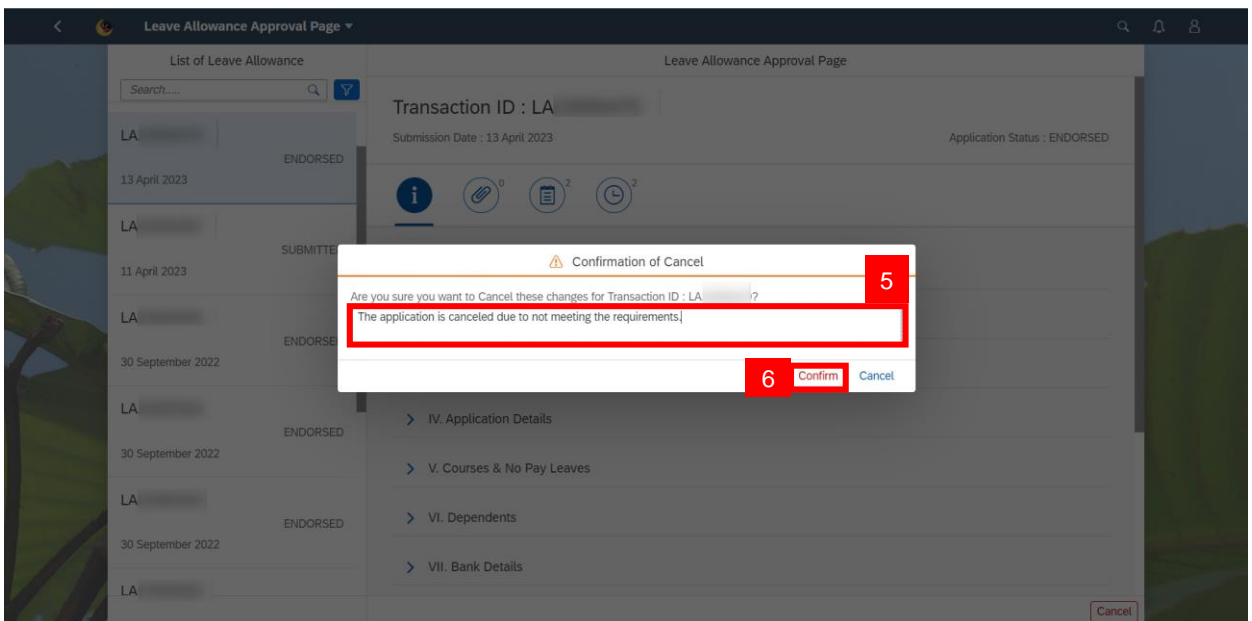 Leave Allowance Approval Page
List of Leave Allowance
Leave Allowance Approval Page
Search.....
Transaction ID : LA
Submission Date : 13 April 2023
Application Status : ENDORSED
0
2
2
LA
ENDORSED
13 April 2023
LA
SUBMITTE
11 April 2023
LA
ENDORSE
30 September 2022
LA
ENDORSED
30 September 2022
LA
ENDORSED
30 September 2022
LA
Confirmation of Cancel
5
Are you sure you want to Cancel these changes for Transaction ID : LA ?
The application is canceled due to not meeting the requirements.
6
Confirm
Cancel
IV. Application Details
V. Courses & No Pay Leaves
VI. Dependents
VII. Bank Details
Cancel